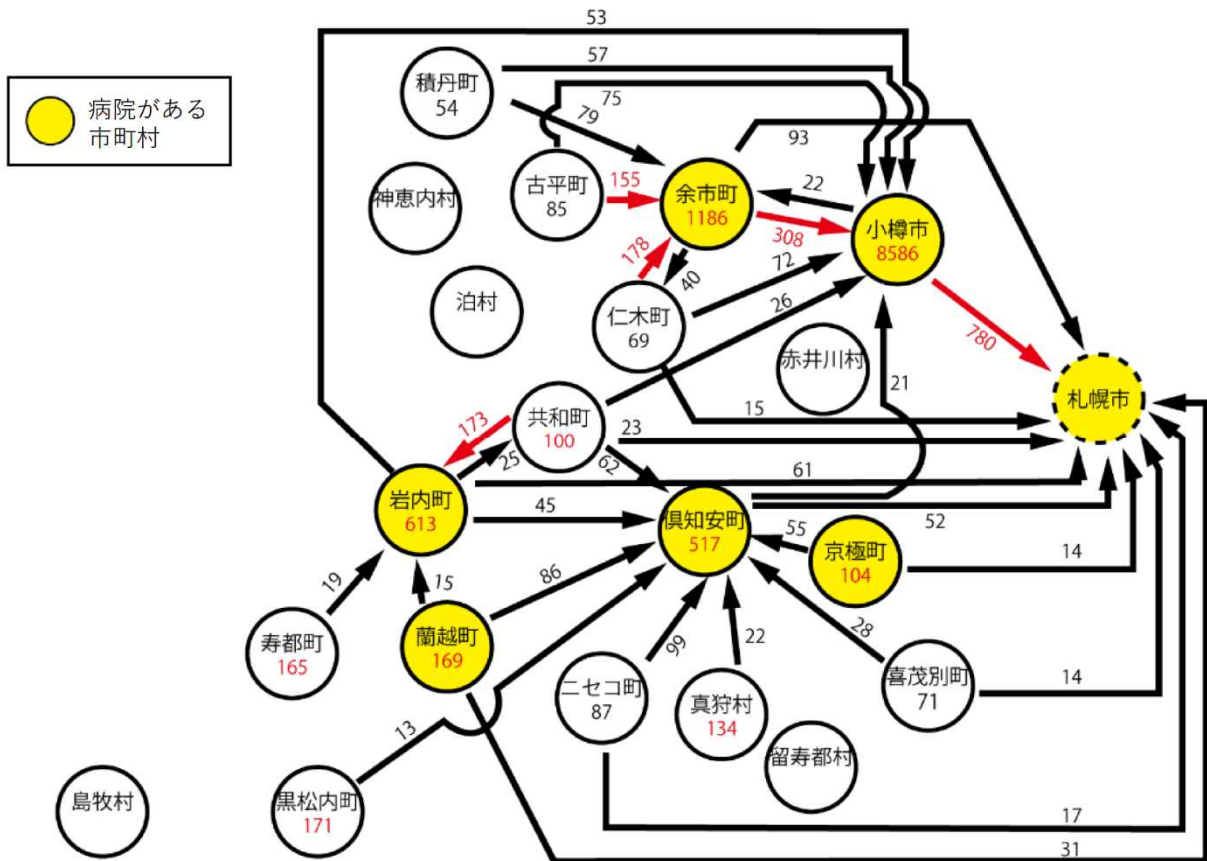 53
57
75
79
93
病院がある
市町村
積丹町
54
古平町
85
155
余市町
1186
22
308
小樽市
8586
神恵内村
178
40
72
26
780
泊村
仁木町
69
赤井川村
21
札幌市
15
共和町
100
173
25
62
23
61
岩内町
613
45
倶知安町
517
52
55
京極町
104
14
19
15
86
寿都町
165
蘭越町
169
99
22
28
ニセコ町
87
真狩村
134
喜茂別町
71
14
13
留寿都村
島牧村
黒松内町
171
17
31